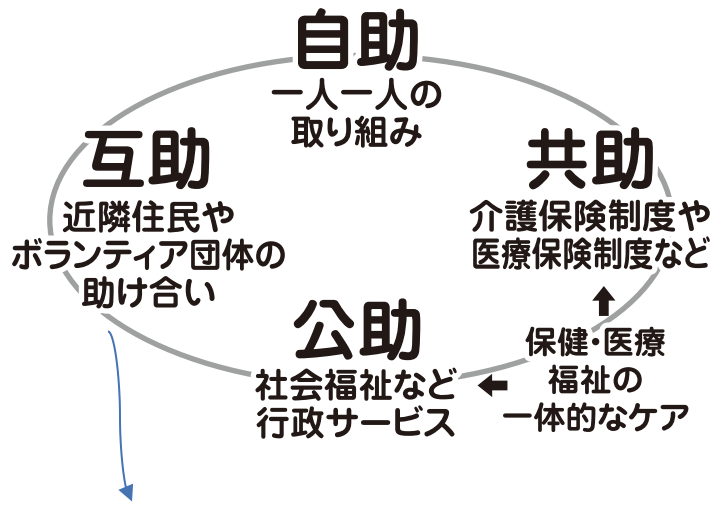 自助
一人一人の
取り組み
互助
近隣住民や
ボランティア団体の
助け合い
共助
介護保険制度や
医療保険制度など
公助
社会福祉など
行政サービス
保健・医療
福祉の
一体的なケア